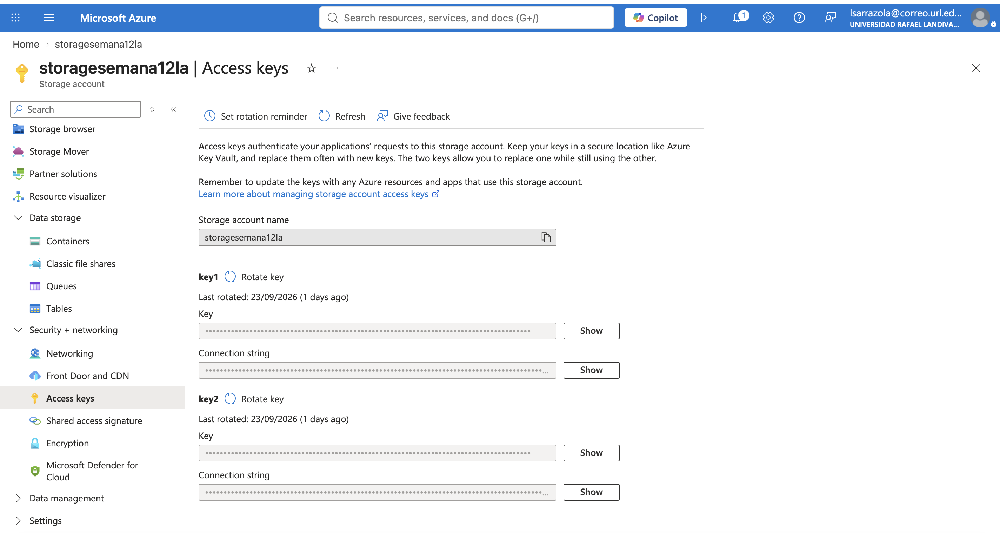 Microsoft Azure
Search resources, services, and docs (G+/)
Copilot
1
lsarrazola@correo.url.ed...
UNIVERSIDAD RAFAEL LANDIVA...
Home > storagesemana12la
storagesemana12la | Access keys
Storage account
Search
Storage browser
Storage Mover
Partner solutions
Resource visualizer
Data storage
Containers
Classic file shares
Queues
Tables
Security + networking
Networking
Front Door and CDN
Access keys
Shared access signature
Encryption
Microsoft Defender for
Cloud
Data management
Settings
Set rotation reminder
Refresh
Give feedback
Access keys authenticate your applications’ requests to this storage account. Keep your keys in a secure location like Azure
Key Vault, and replace them often with new keys. The two keys allow you to replace one while still using the other.
Remember to update the keys with any Azure resources and apps that use this storage account.
Learn more about managing storage account access keys
Storage account name
storagesemana12la
key1 Rotate key
Last rotated: 23/09/2026 (1 days ago)
Key
Show
Connection string
Show
key2 Rotate key
Last rotated: 23/09/2026 (1 days ago)
Key
Show
Connection string
Show